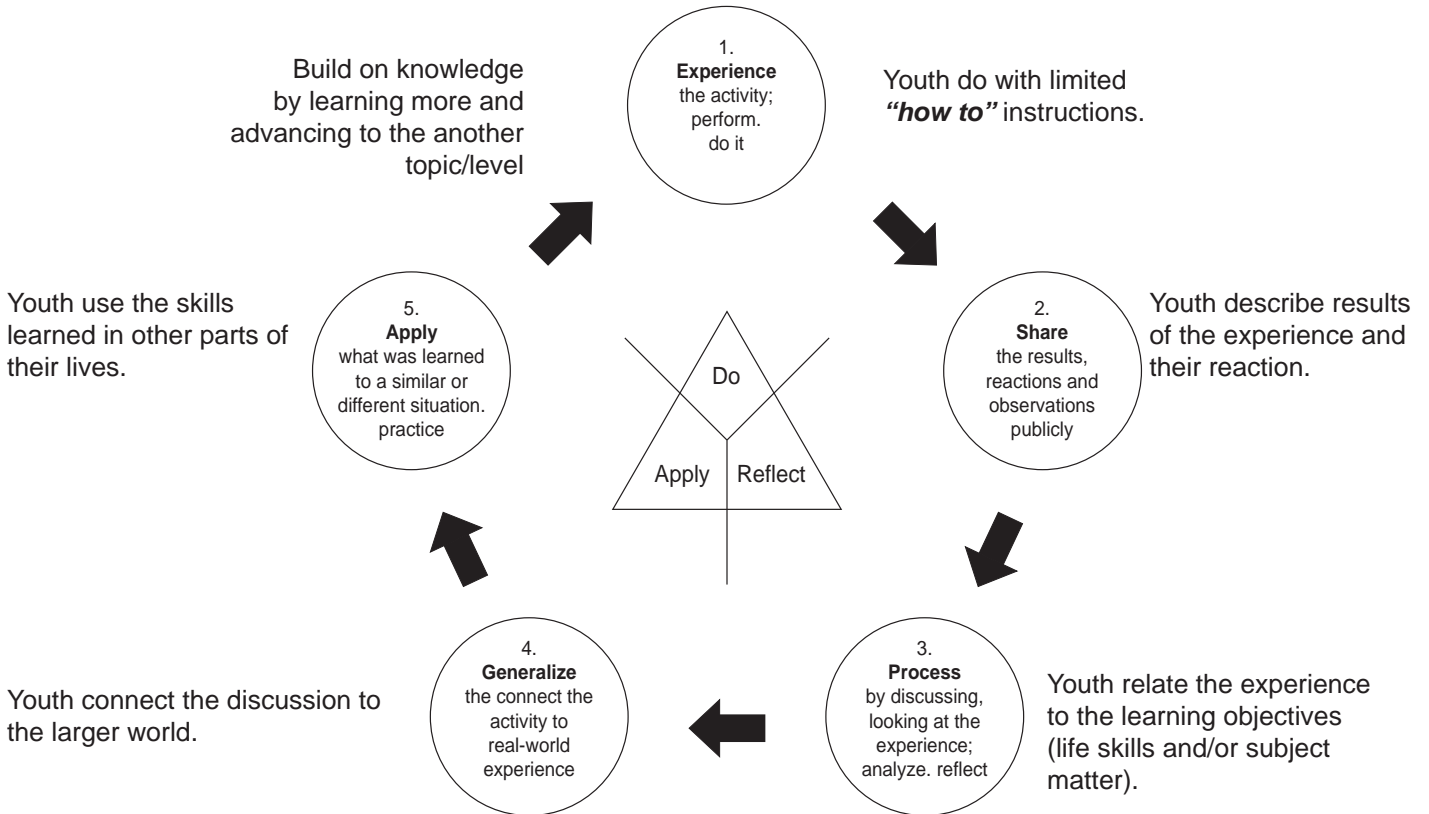 1.
Experience
the activity;
perform.
do it
Youth do with limited
“how to” instructions.
2.
Share
the results,
reactions and
observations
publicly
Youth describe results
of the experience and
their reaction.
3.
Process
by discussing,
looking at the
experience;
analyze. reflect
Youth relate the experience
to the learning objectives
(life skills and/or subject
matter).
4.
Generalize
the connect the
activity to
real-world
experience
Youth connect the discussion to
the larger world.
5.
Apply
what was learned
to a similar or
different situation.
practice
Youth use the skills
learned in other parts of
their lives.
Build on knowledge
by learning more and
advancing to the another
topic/level
Do
Apply
Reflect